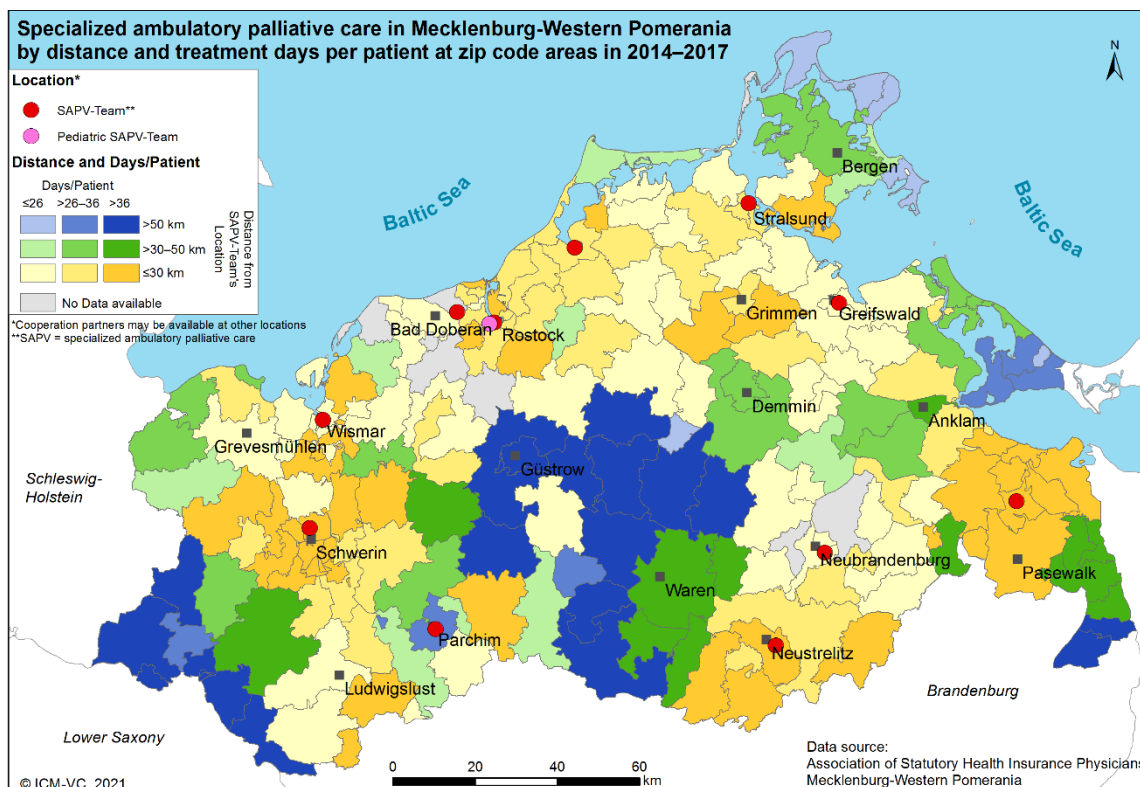 Specialized ambulatory palliative care in Mecklenburg-Western Pomerania
by distance and treatment days per patient at zip code areas in 2014–2017
N
Location*
SAPV-Team**
Pediatric SAPV-Team
Distance and Days/Patient
Days/Patient
≤26 >26–36 >36
>50 km
>30–50 km
≤30 km
Distance from
SAPV-Team's
Location
No Data available
*Cooperation partners may be available at other locations
**SAPV = specialized ambulatory palliative care
Baltic Sea
Baltic Sea
Bergen
Stralsund
Grimmen
Greifswald
Bad Doberan
Rostock
Demmin
Anklam
Wismar
Grevesmühlen
Güstrow
Schleswig-
Holstein
Schwerin
Neubrandenburg
Pasewalk
Waren
Parchim
Neustrelitz
Ludwigslust
Brandenburg
Lower Saxony
0 20 40 60
km
Data source:
Association of Statutory Health Insurance Physicians
Mecklenburg-Western Pomerania
© ICM-VC, 2021